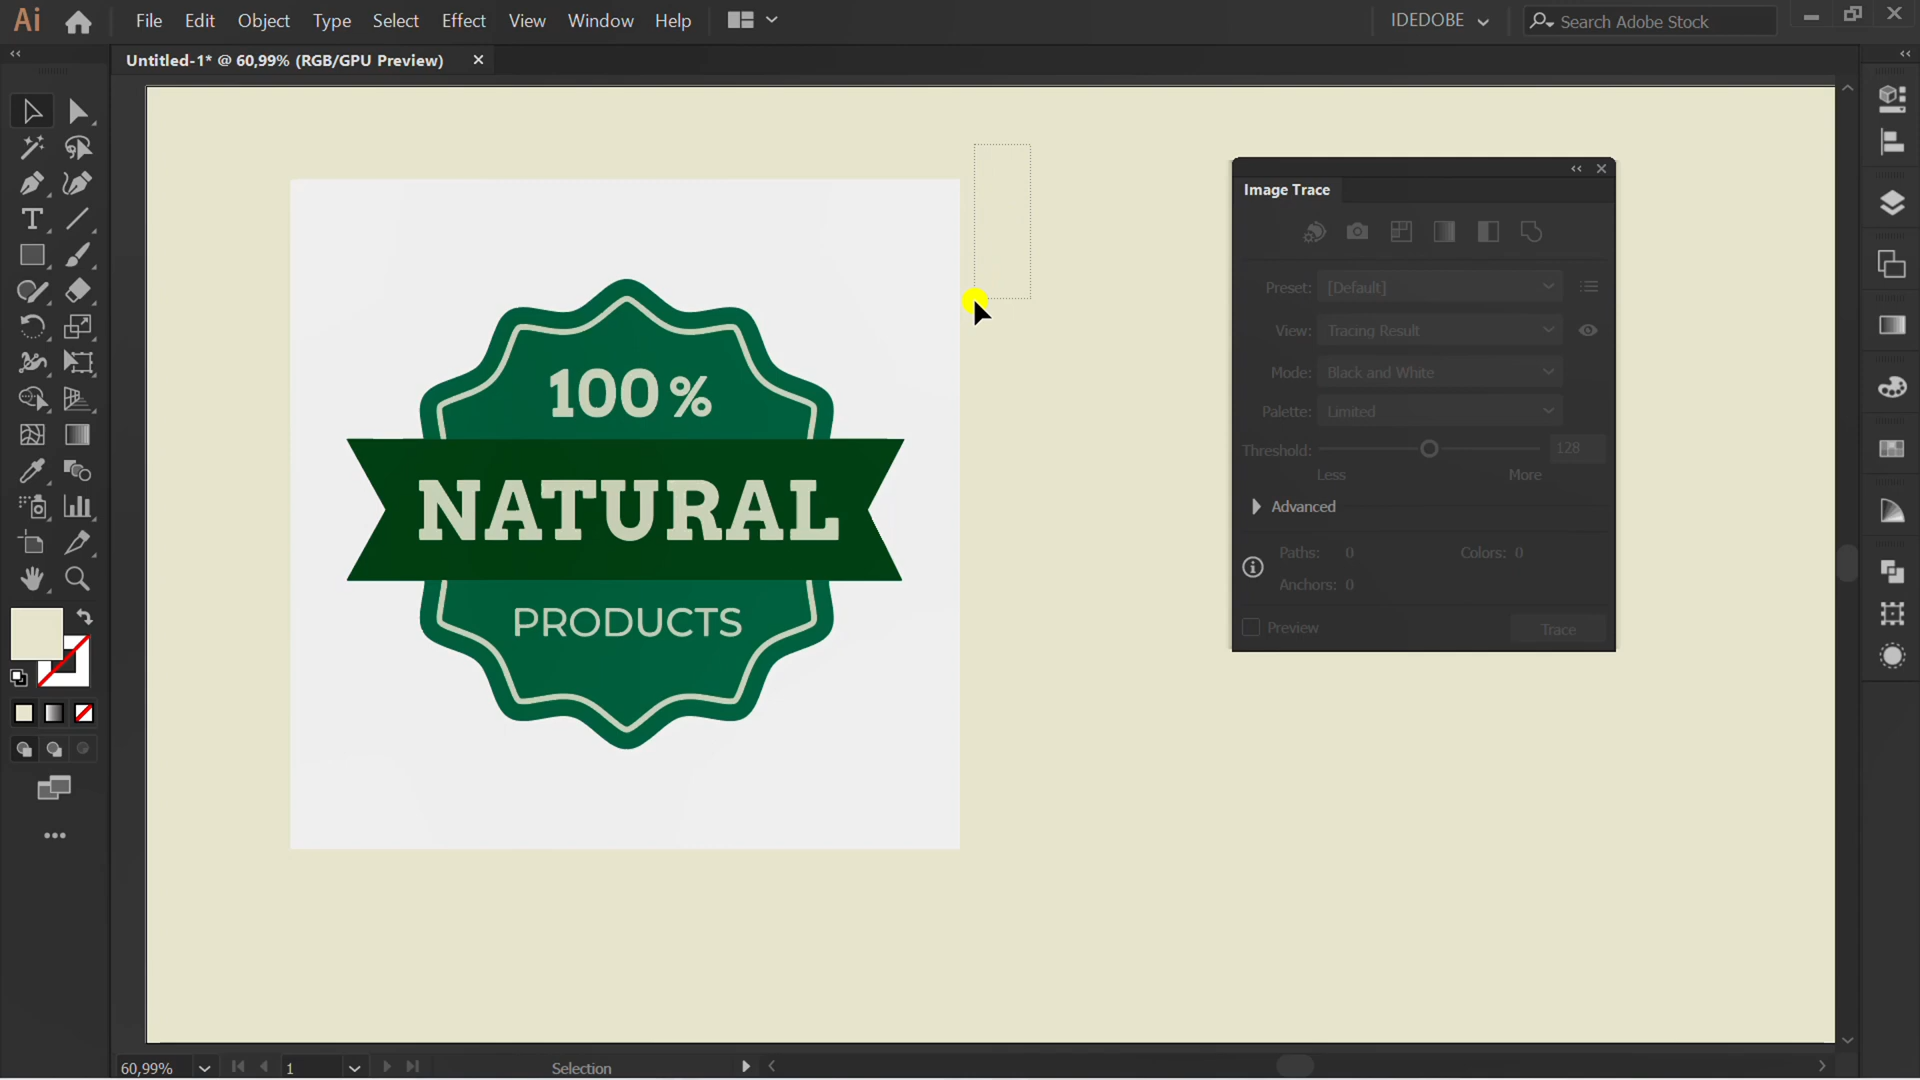 Ai File Edit Object Type Select Effect View Window Help IDEDOBE Search Adobe Stock
Untitled-1* @ 60,99% (RGB/GPU Preview)
Image Trace
Preset: [Default]
View: Tracing Result
Mode: Black and White
Palette: Limited
Threshold: 128
Less More
Advanced
Paths: 0 Colors: 0
Anchors: 0
Preview Trace
100%
NATURAL
PRODUCTS
60,99% 1 Selection